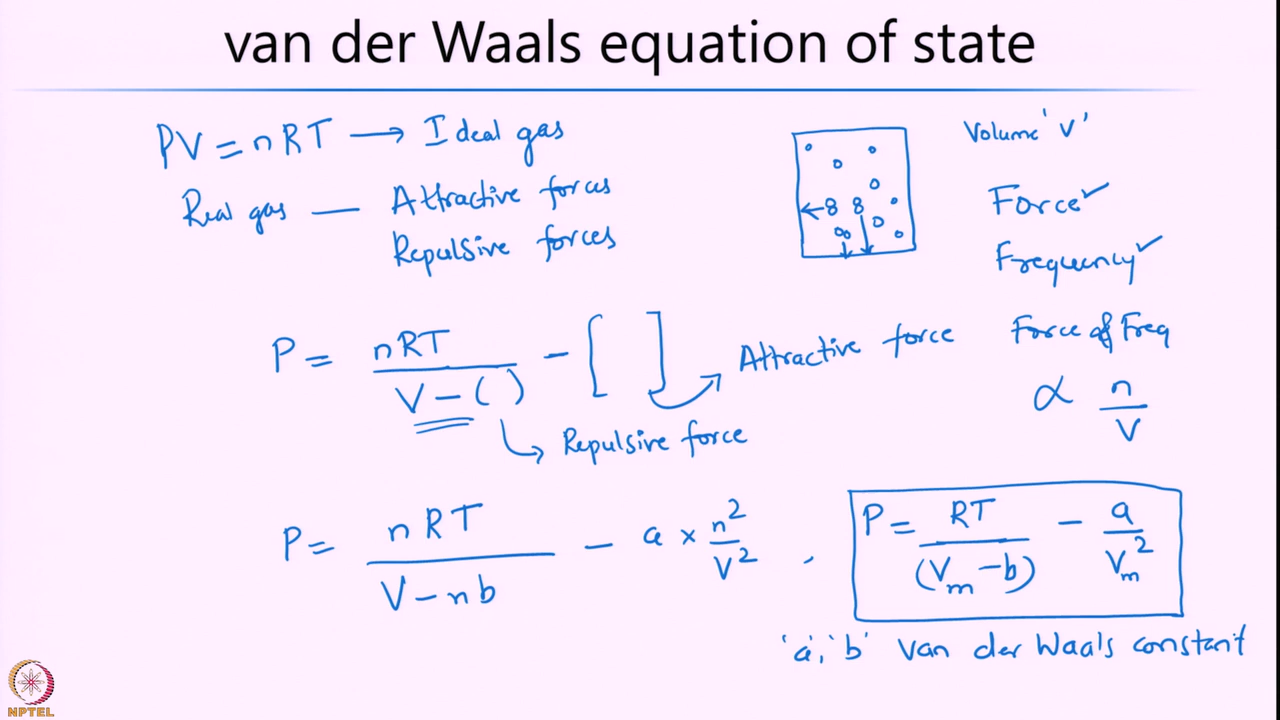 van der Waals equation of state
PV = nRT → Ideal gas
Real gas — Attractive forces
Repulsive forces
Volume 'V'
Force ✓
Frequency ✓
P = nRT / V - ( ) - [ ]
Attractive force
Repulsive force
Force & Freq
∝ n / V
P = nRT / V - nb - a × n² / V² ,
P = RT / (Vm - b) - a / Vm²
'a', 'b' Van der Waals constant
NPTEL